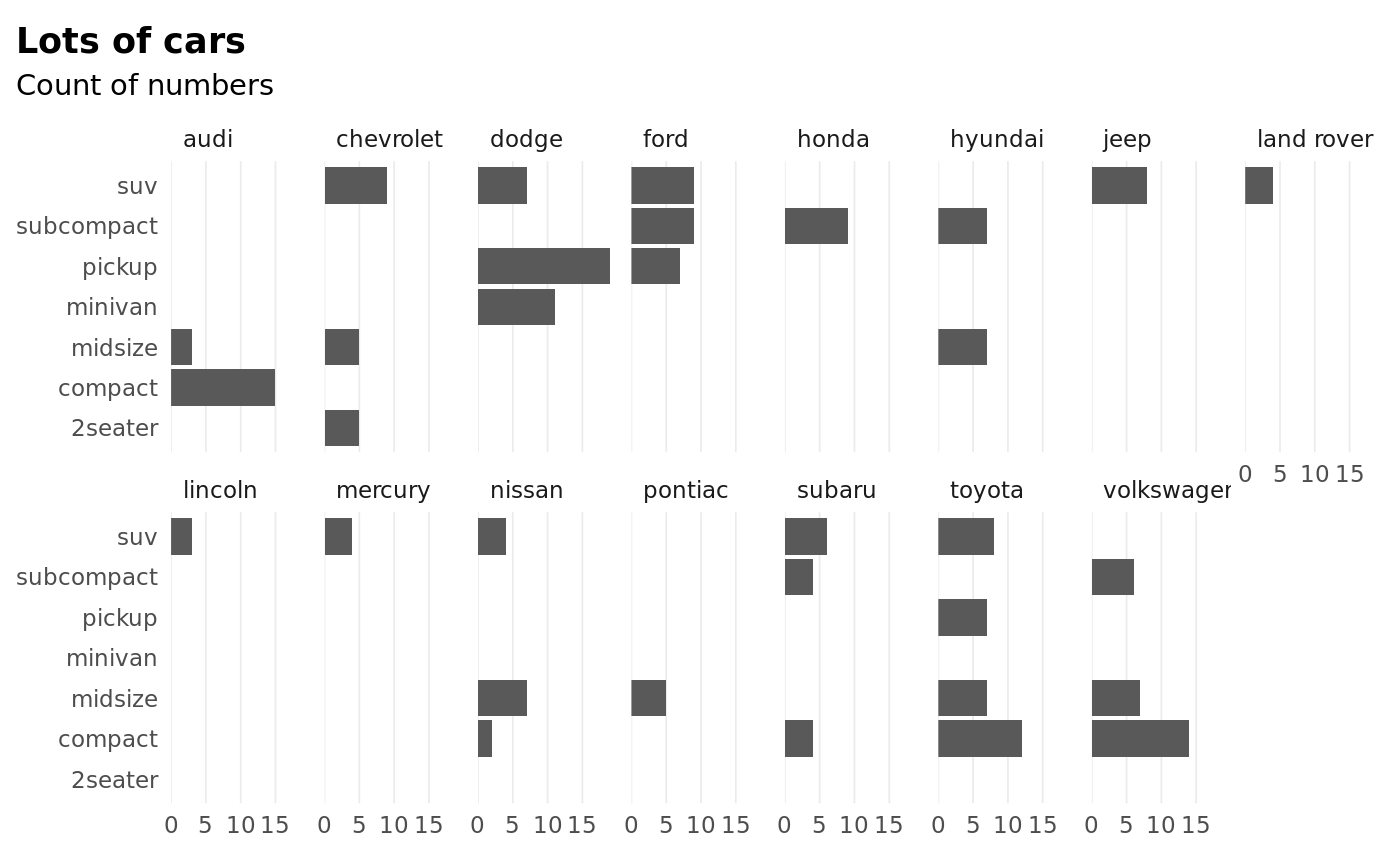 Lots of cars
Count of numbers
audi chevrolet dodge ford honda hyundai jeep land rover
suv
subcompact
pickup
minivan
midsize
compact
2seater
0 5 10 15
lincoln mercury nissan pontiac subaru toyota volkswagen
suv
subcompact
pickup
minivan
midsize
compact
2seater
0 5 10 15 0 5 10 15 0 5 10 15 0 5 10 15 0 5 10 15 0 5 10 15 0 5 10 15